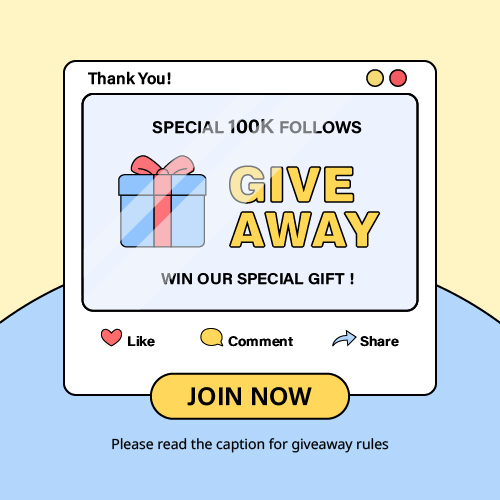 Thank You!
SPECIAL 100K FOLLOWS
GIVE
AWAY
WIN OUR SPECIAL GIFT !
Like
Comment
Share
JOIN NOW
Please read the caption for giveaway rules